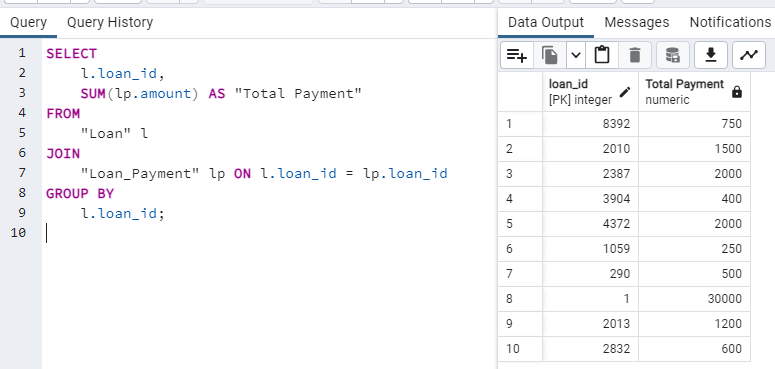 Query Query History
1 SELECT
2 l.loan_id,
3 SUM(lp.amount) AS "Total Payment"
4 FROM
5 "Loan" l
6 JOIN
7 "Loan_Payment" lp ON l.loan_id = lp.loan_id
8 GROUP BY
9 l.loan_id;
10
Data Output Messages Notifications
loan_id Total Payment
[PK] integer numeric
1 8392 750
2 2010 1500
3 2387 2000
4 3904 400
5 4372 2000
6 1059 250
7 290 500
8 1 30000
9 2013 1200
10 2832 600